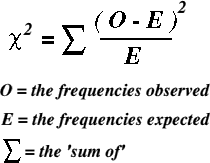 χ² = ∑ (O - E)² / E
O = the frequencies observed
E = the frequencies expected
∑ = the 'sum of'